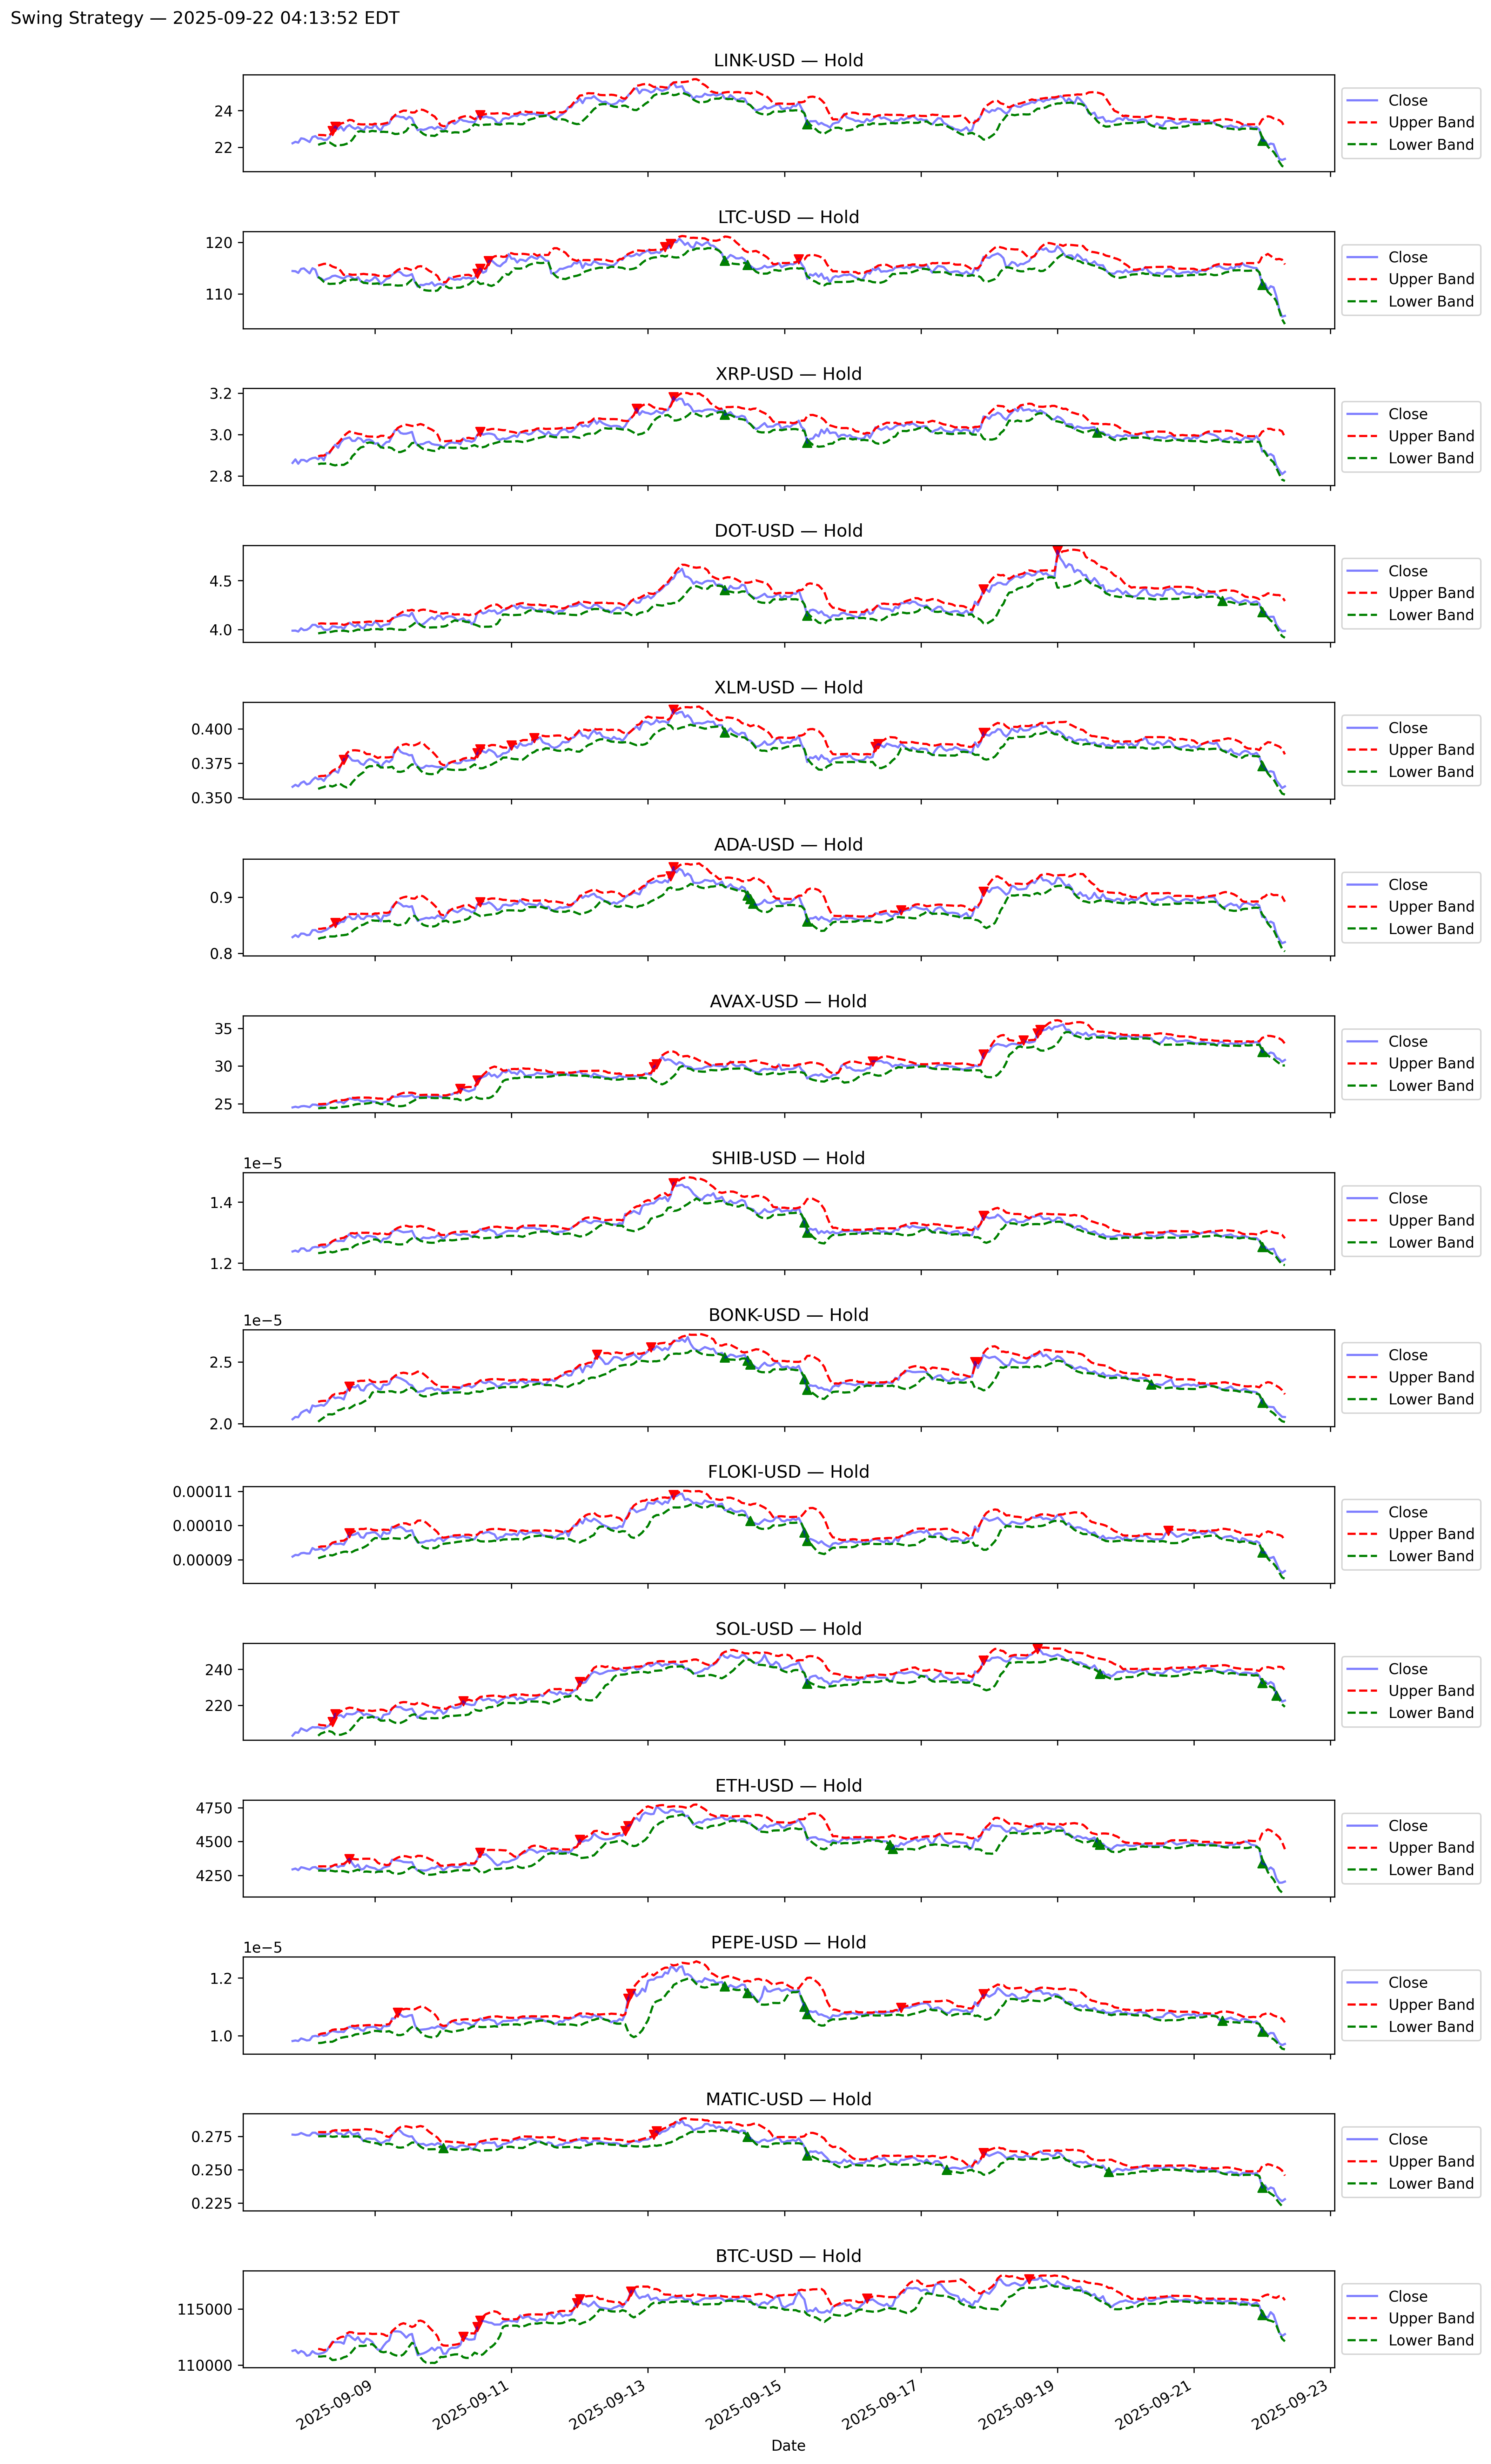 Swing Strategy — 2025-09-22 04:13:52 EDT
LINK-USD — Hold
24
22
Close
Upper Band
Lower Band
LTC-USD — Hold
120
110
Close
Upper Band
Lower Band
XRP-USD — Hold
3.2
3.0
2.8
Close
Upper Band
Lower Band
DOT-USD — Hold
4.5
4.0
Close
Upper Band
Lower Band
XLM-USD — Hold
0.400
0.375
0.350
Close
Upper Band
Lower Band
ADA-USD — Hold
0.9
0.8
Close
Upper Band
Lower Band
AVAX-USD — Hold
35
30
25
Close
Upper Band
Lower Band
SHIB-USD — Hold
1e−5
1.4
1.2
Close
Upper Band
Lower Band
BONK-USD — Hold
1e−5
2.5
2.0
Close
Upper Band
Lower Band
FLOKI-USD — Hold
0.00011
0.00010
0.00009
Close
Upper Band
Lower Band
SOL-USD — Hold
240
220
Close
Upper Band
Lower Band
ETH-USD — Hold
4750
4500
4250
Close
Upper Band
Lower Band
PEPE-USD — Hold
1e−5
1.2
1.0
Close
Upper Band
Lower Band
MATIC-USD — Hold
0.275
0.250
0.225
Close
Upper Band
Lower Band
BTC-USD — Hold
115000
110000
Close
Upper Band
Lower Band
2025-09-09
2025-09-11
2025-09-13
2025-09-15
2025-09-17
2025-09-19
2025-09-21
2025-09-23
Date